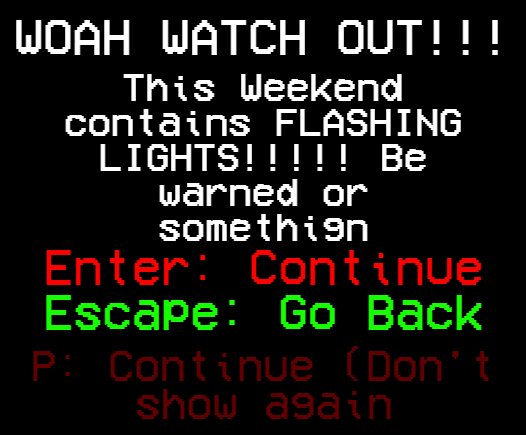 WOAH WATCH OUT!!!
This Weekend
contains FLASHING
LIGHTS!!!!! Be
warned or
somethign
Enter: Continue
Escape: Go Back
P: Continue (Don't
show again